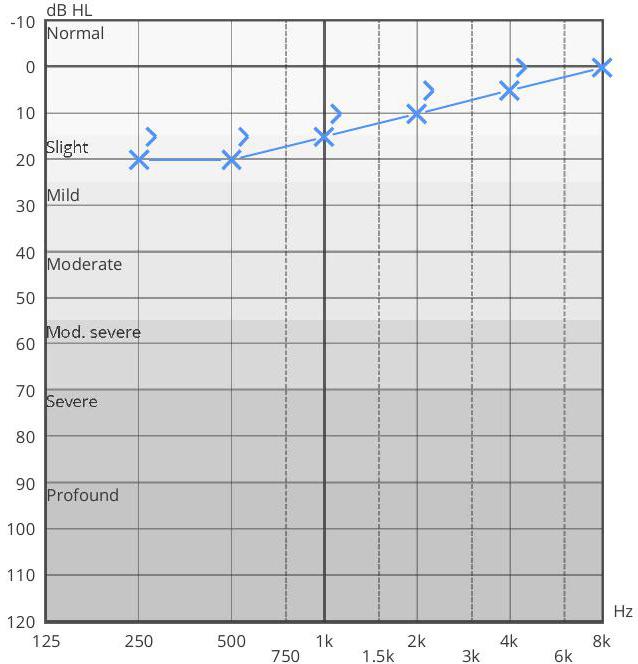 dB HL
-10
Normal
0
10
Slight
20
Mild
30
40
Moderate
50
Mod. severe
60
70
Severe
80
90
Profound
100
110
120
Hz
125 250 500 1k 2k 4k 8k
750 1.5k 3k 6k